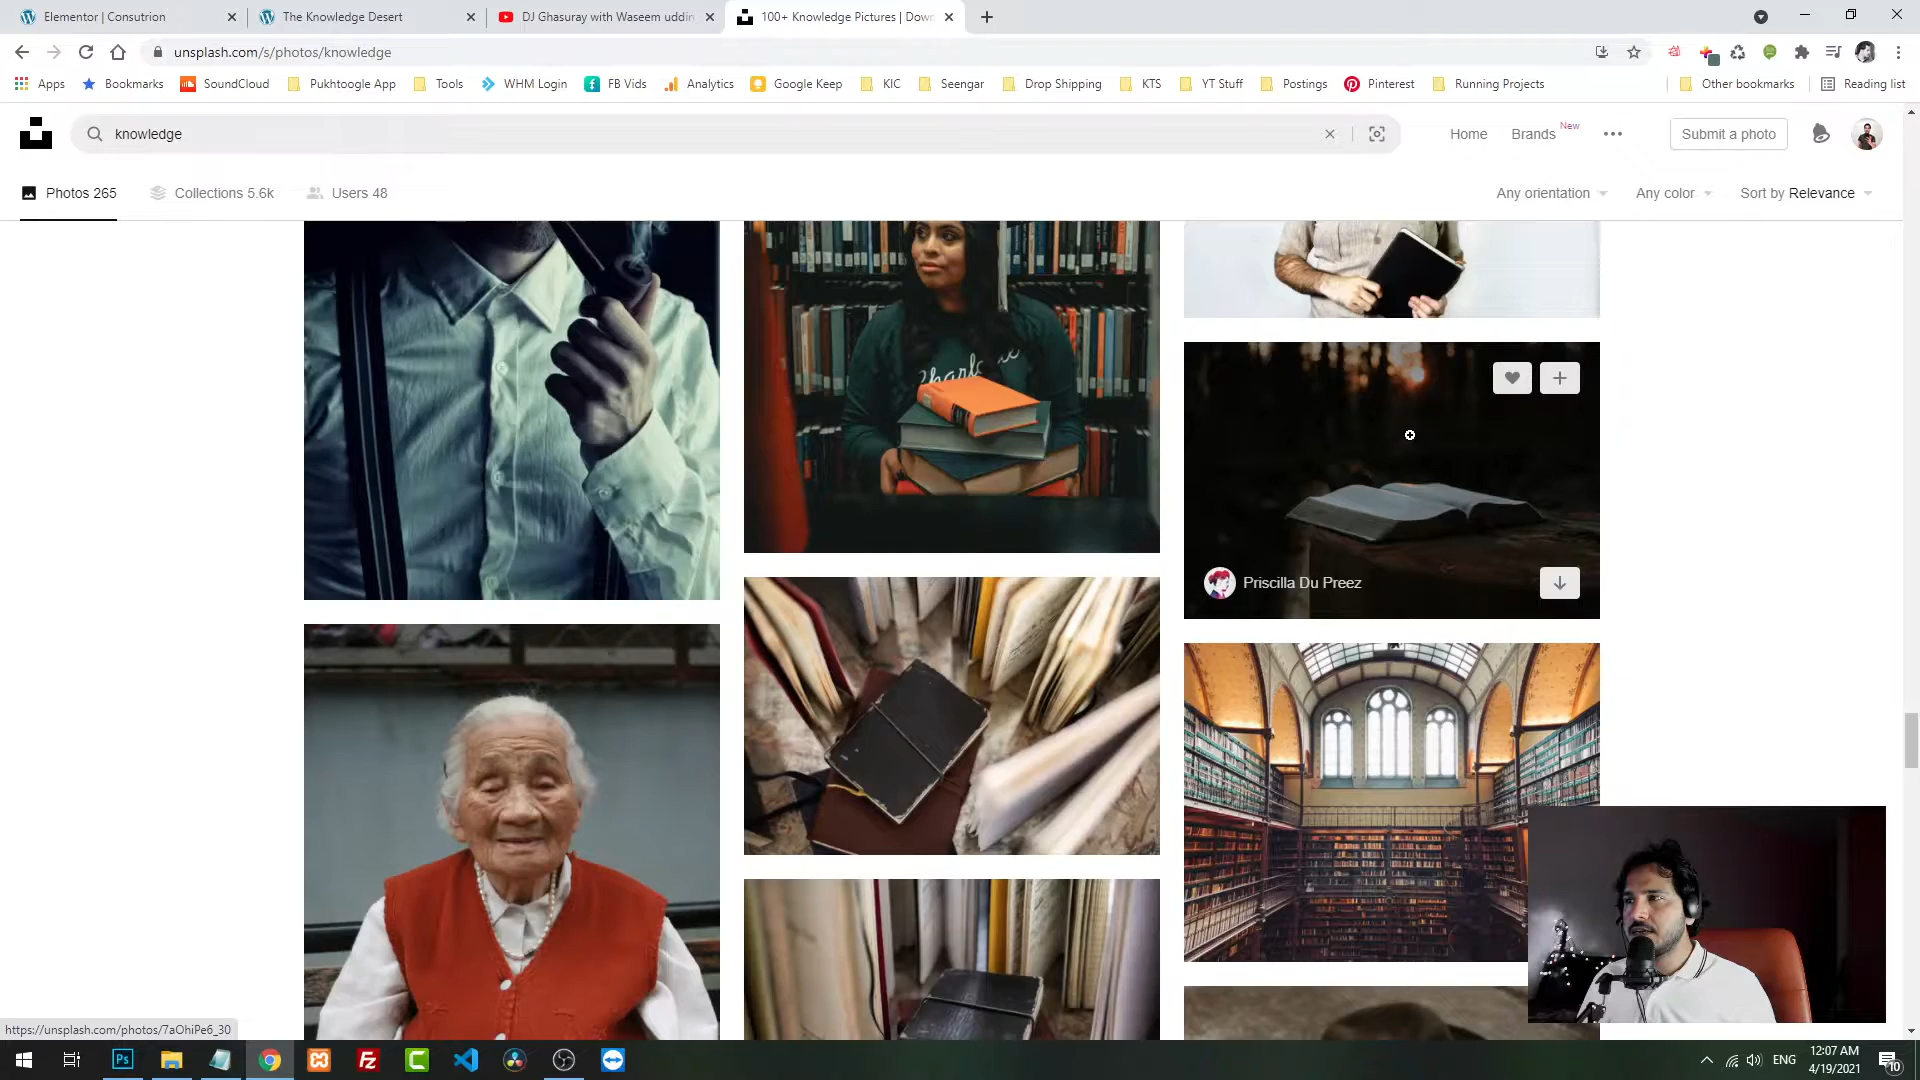 Elementor | Consutrion
The Knowledge Desert
DJ Ghasuray with Waseem uddin
100+ Knowledge Pictures | Down
unsplash.com/s/photos/knowledge
Apps
Bookmarks
SoundCloud
Pukhtoogle App
Tools
WHM Login
FB Vids
Analytics
Google Keep
KIC
Seengar
Drop Shipping
KTS
YT Stuff
Postings
Pinterest
Running Projects
Other bookmarks
Reading list
knowledge
Home
Brands
New
Submit a photo
Photos 265
Collections 5.6k
Users 48
Any orientation
Any color
Sort by Relevance
Priscilla Du Preez
https://unsplash.com/photos/7aOhiPe6_30
Ps
ENG
12:07 AM
4/19/2021
10